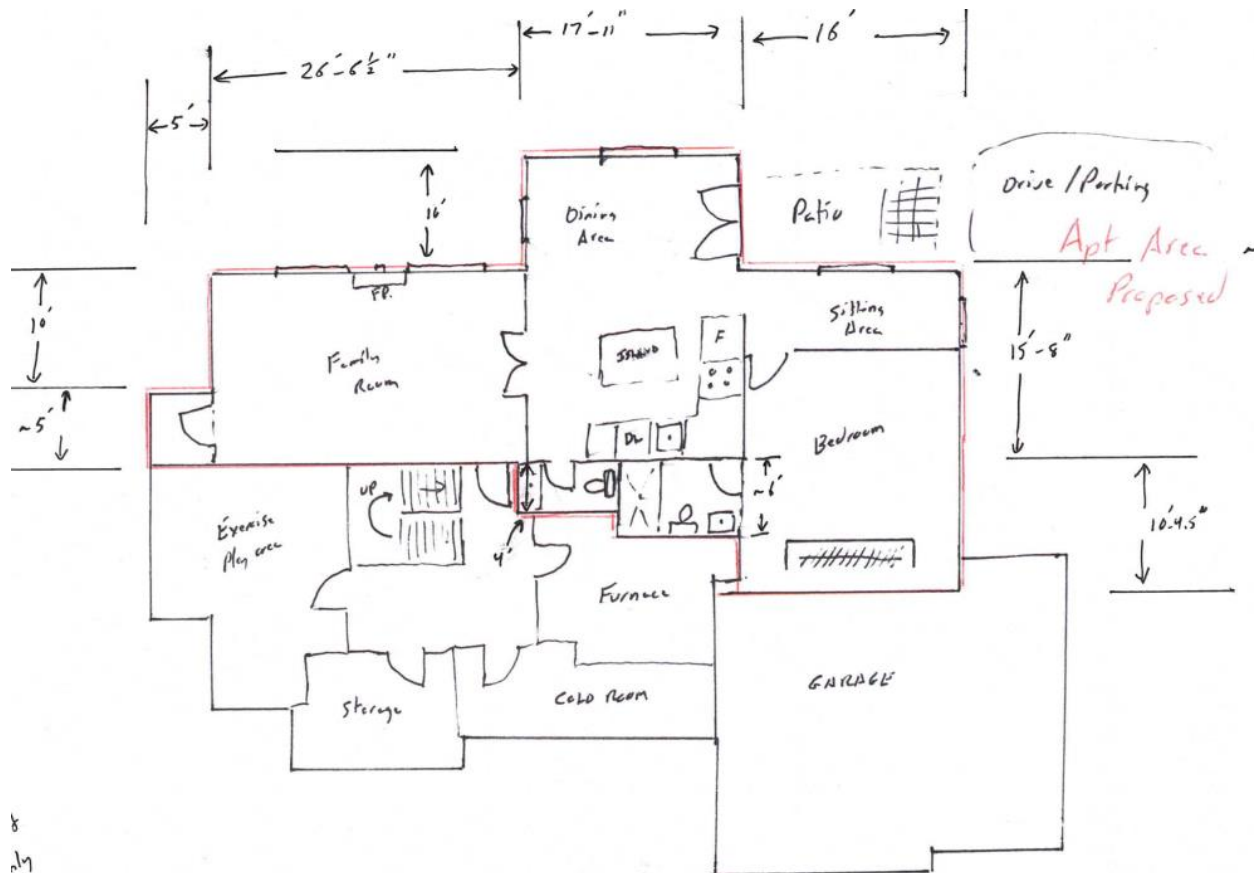 17'-11"
16'
26'-6½"
5'
Drive / Parking
16'
Dining
Area
Patio
Apt Area
Proposed
FP.
10'
Sitting
Area
Family
Room
ISLAND
F
15'-8"
~5'
DW
Bedroom
UP
~6'
Exercise
Play area
10'-4.5"
4'
Furnace
Storage
COLD ROOM
GARAGE